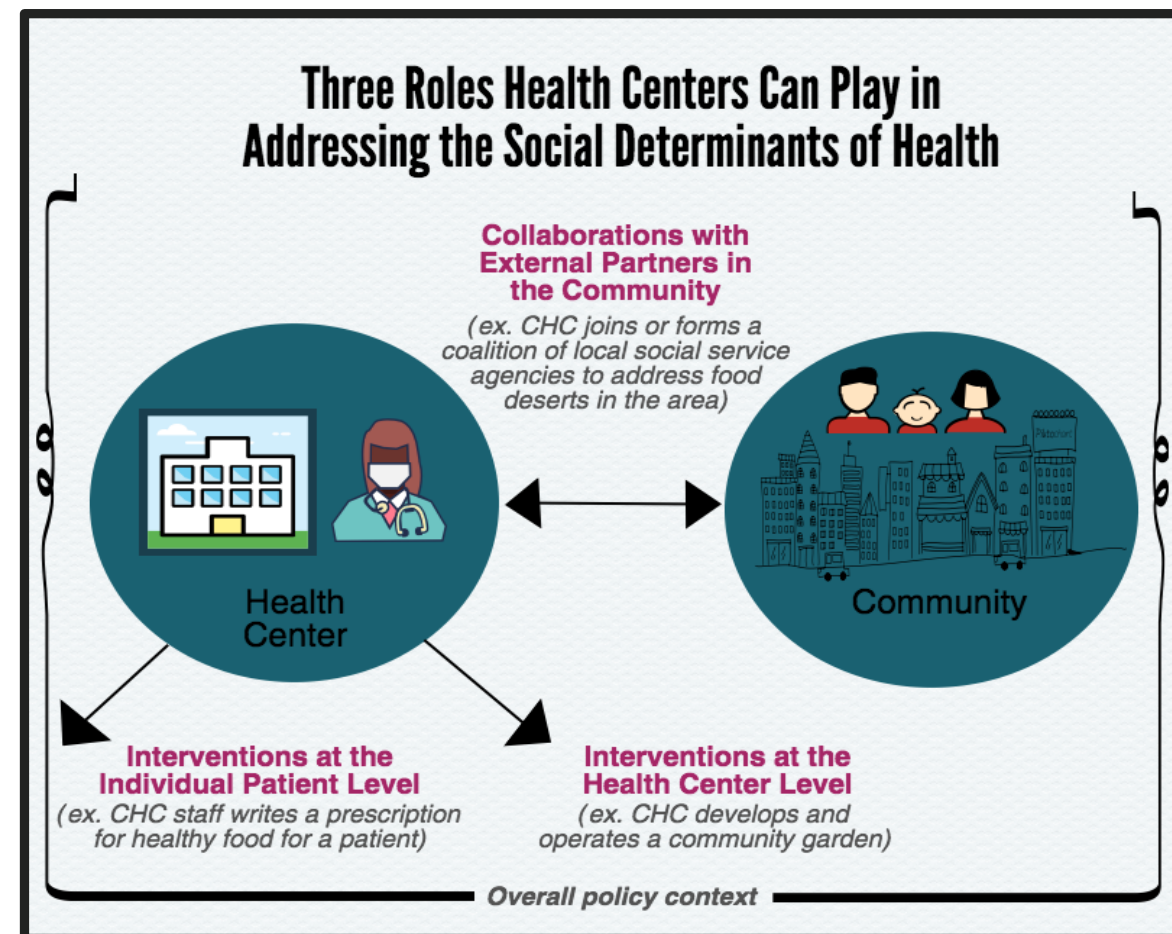 Three Roles Health Centers Can Play in
Addressing the Social Determinants of Health
Collaborations with
External Partners in
the Community
(ex. CHC joins or forms a
coalition of local social service
agencies to address food
deserts in the area)
Piktochart
Health
Center
Community
Interventions at the
Individual Patient Level
(ex. CHC staff writes a prescription
for healthy food for a patient)
Interventions at the
Health Center Level
(ex. CHC develops and
operates a community garden)
Overall policy context